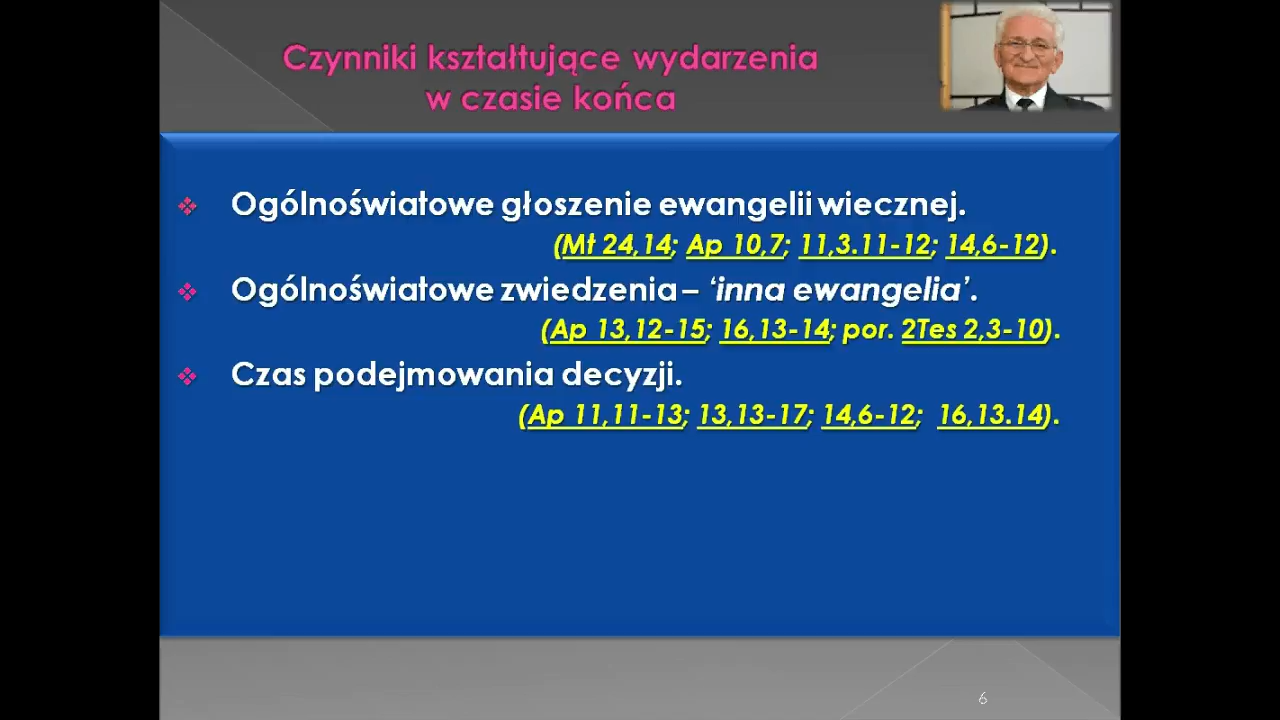 Czynniki kształtujące wydarzenia
w czasie końca
Ogólnoświatowe głoszenie ewangelii wiecznej.
(Mt 24,14; Ap 10,7; 11,3.11-12; 14,6-12).
Ogólnoświatowe zwiedzenia – ‘inna ewangelia’.
(Ap 13,12-15; 16,13-14; por. 2Tes 2,3-10).
Czas podejmowania decyzji.
(Ap 11,11-13; 13,13-17; 14,6-12; 16,13.14).
6